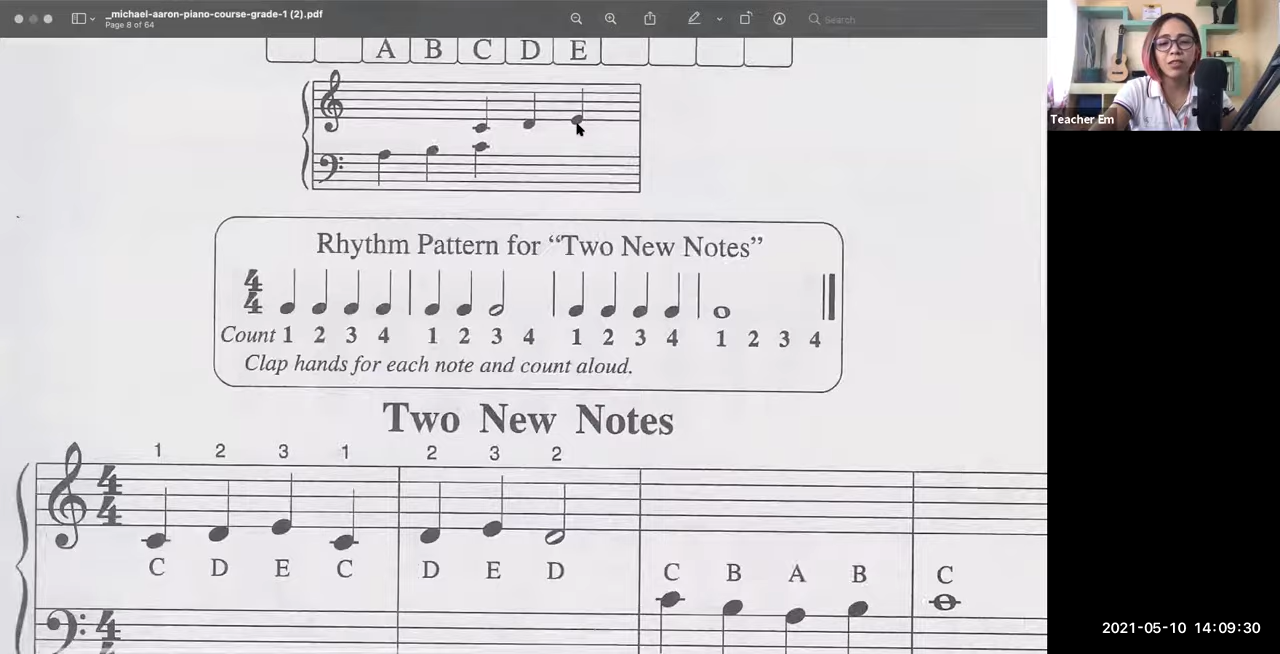 _michael-aaron-piano-course-grade-1 (2).pdf
Page 8 of 64
Search
A B C D E
Rhythm Pattern for “Two New Notes”
4
4
Count 1 2 3 4 1 2 3 4 1 2 3 4 1 2 3 4
Clap hands for each note and count aloud.
Two New Notes
1 2 3 1 2 3 2
4
4
C D E C D E D
C B A B C
4
4
Teacher Em
2021-05-10 14:09:30